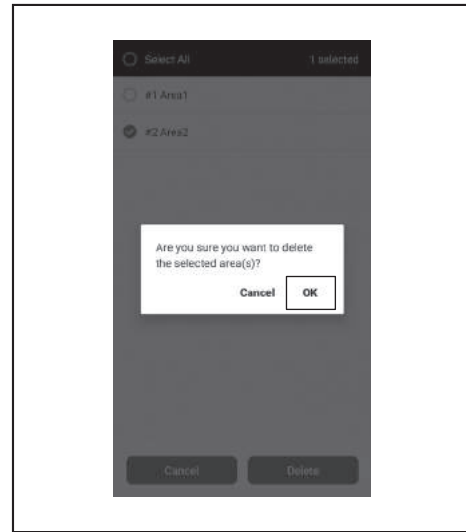 Select All 1 selected
#1 Area1
#2 Area2
Are you sure you want to delete
the selected area(s)?
Cancel OK
Cancel Delete